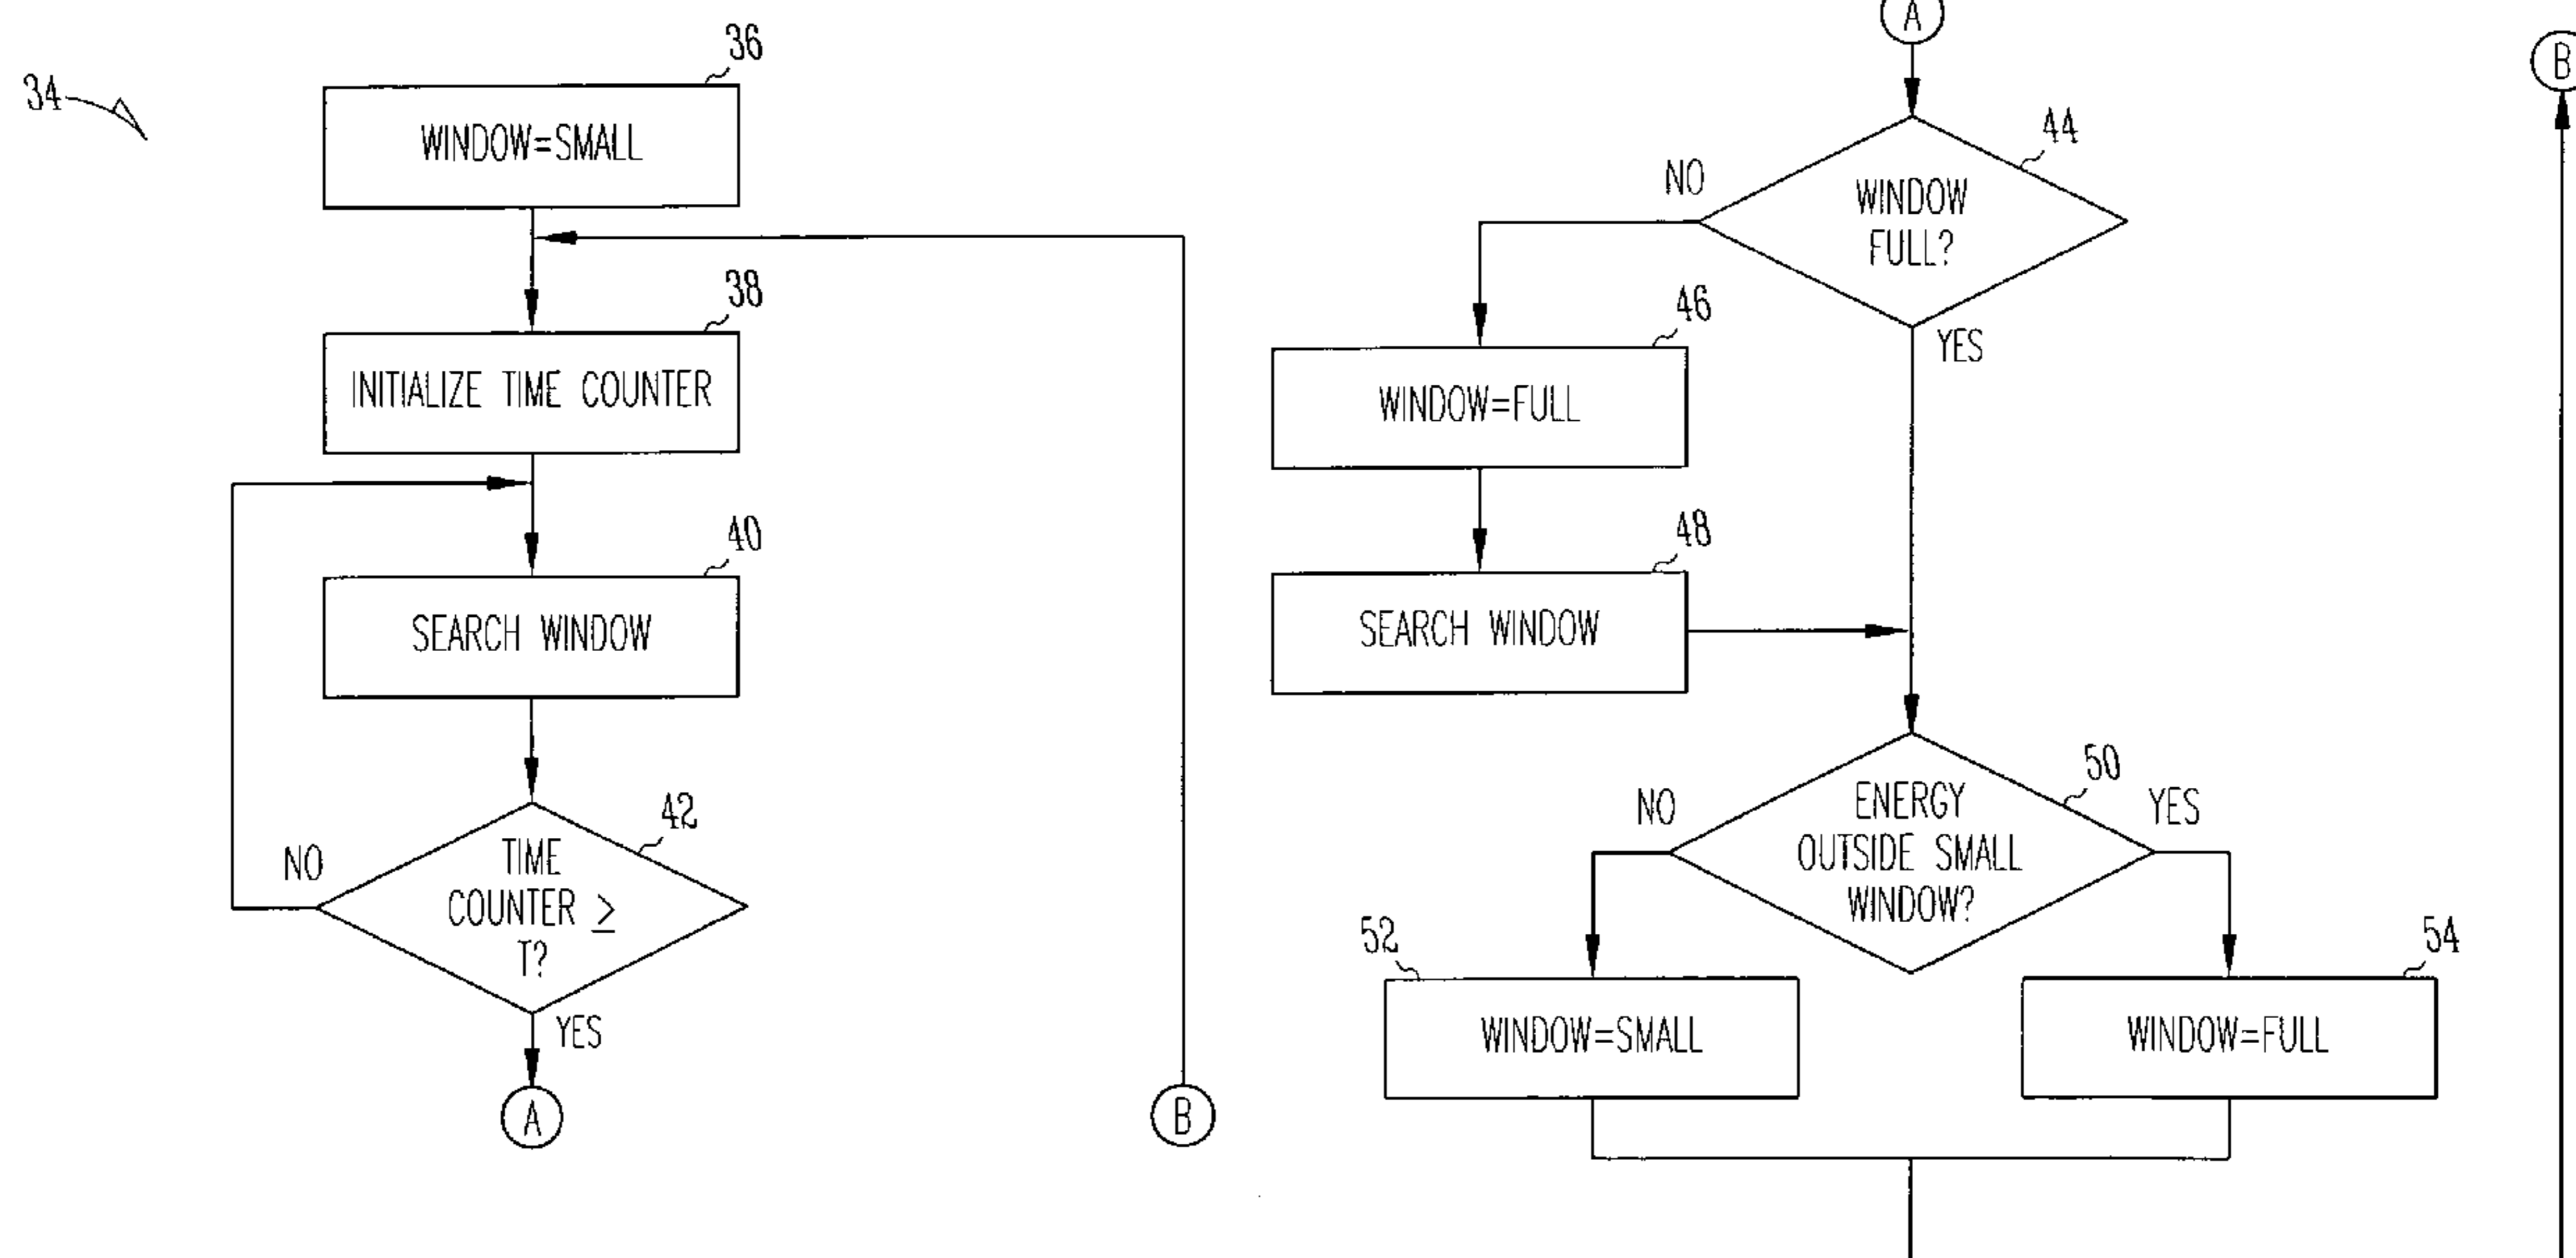 34
36
WINDOW=SMALL
38
INITIALIZE TIME COUNTER
40
SEARCH WINDOW
42
TIME
COUNTER ≥
T?
NO
YES
A
B
A
44
WINDOW
FULL?
NO
YES
46
WINDOW=FULL
48
SEARCH WINDOW
50
ENERGY
OUTSIDE SMALL
WINDOW?
NO
YES
52
WINDOW=SMALL
54
WINDOW=FULL
B